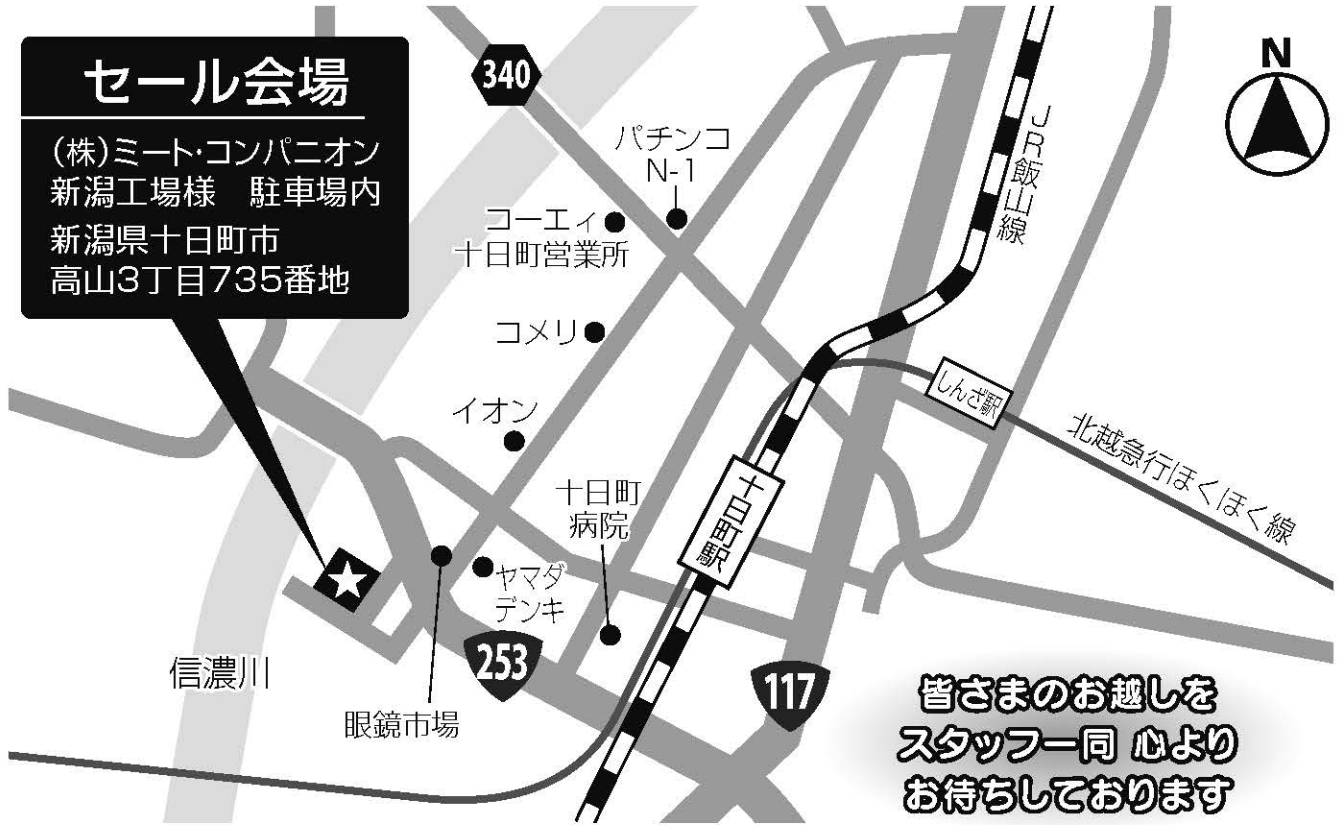 セール会場
(株)ミート・コンパニオン
新潟工場様　駐車場内
新潟県十日町市
高山3丁目735番地
340
N
パチンコ
N-1
コーエィ
十日町営業所
JR飯山線
コメリ
しんざ駅
イオン
北越急行ほくほく線
十日町
病院
十日町駅
ヤマダ
デンキ
253
117
信濃川
眼鏡市場
皆さまのお越しを
スタッフ一同 心より
お待ちしております